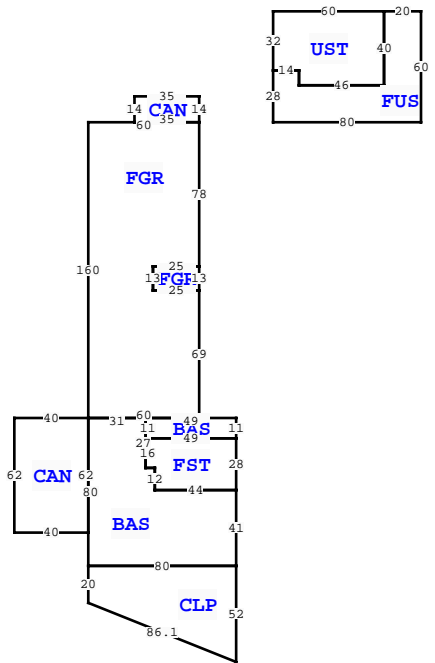 60 20
32 UST 40
14 60
46
28 FUS
80
35
14 CAN 14
60 35
FGR
78
160
25
13 FGR 13
25
69
40 31 60 49
11 BAS 11
27 49
16 FST 28
62 CAN 62
12
80 44
BAS 41
40
80
20 CLP
52
86.1